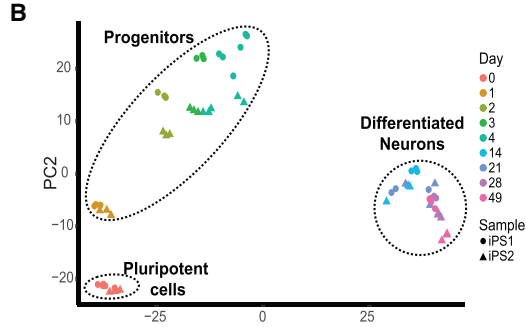 B
Progenitors
Differentiated
Neurons
Pluripotent
cells
PC2
20
10
0
−10
−20
−25
0
25
Day
0
1
2
3
4
14
21
28
49
Sample
iPS1
iPS2